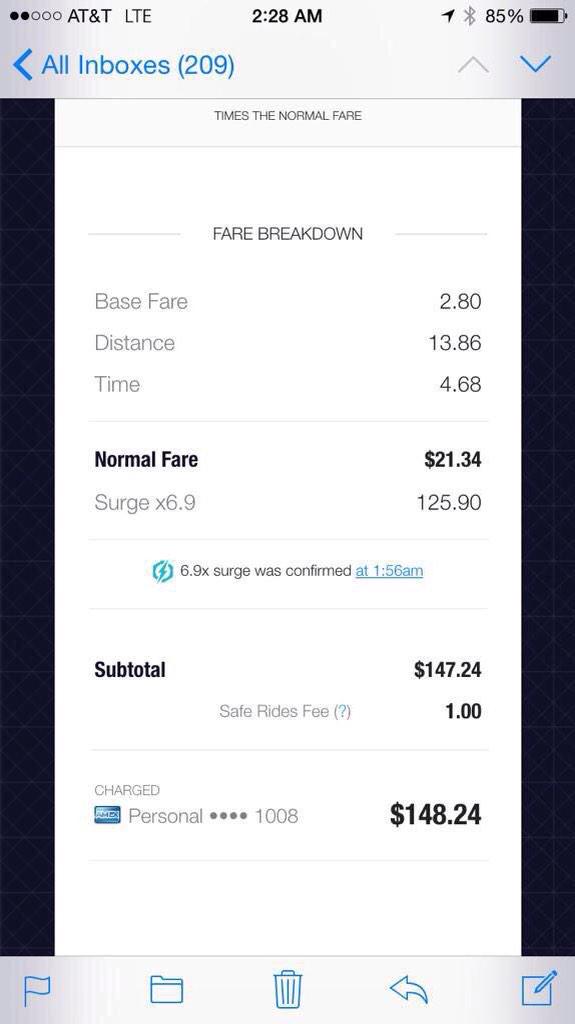 AT&T LTE 2:28 AM 85%
All Inboxes (209)
TIMES THE NORMAL FARE
FARE BREAKDOWN
Base Fare 2.80
Distance 13.86
Time 4.68
Normal Fare $21.34
Surge x6.9 125.90
6.9x surge was confirmed at 1:56am
Subtotal $147.24
Safe Rides Fee (?) 1.00
CHARGED
AMEX Personal •••• 1008 $148.24